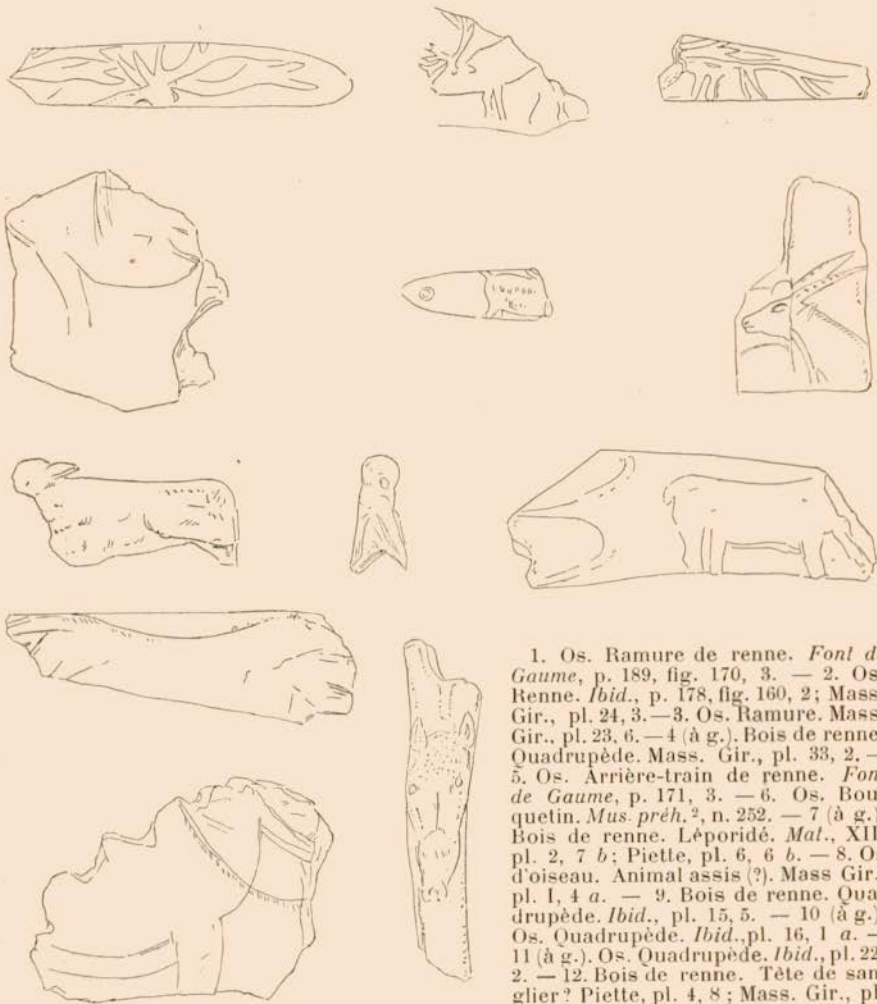 1. Os. Ramure de renne. Font d
Gaume, p. 189, fig. 170, 3. — 2. Os
Renne. Ibid., p. 178, fig. 160, 2; Mass
Gir., pl. 24, 3. — 3. Os. Ramure. Mass
Gir., pl. 23, 6. — 4 (à g.). Bois de renne
Quadrupède. Mass. Gir., pl. 33, 2. —
5. Os. Arrière-train de renne. Fon
de Gaume, p. 171, 3. — 6. Os. Bou
quetin. Mus. préh. ², n. 252. — 7 (à g.)
Bois de renne. Léporidé. Mat., XII
pl. 2, 7 b; Piette, pl. 6, 6 b. — 8. O
d'oiseau. Animal assis (?). Mass Gir.
pl. I, 4 a. — 9. Bois de renne. Qua
drupède. Ibid., pl. 15, 5. — 10 (à g.)
Os. Quadrupède. Ibid., pl. 16, 1 a. —
11 (à g.). Os. Quadrupède. Ibid., pl. 22
2. — 12. Bois de renne. Tête de san
glier? Piette, pl. 4, 8; Mass. Gir., pl